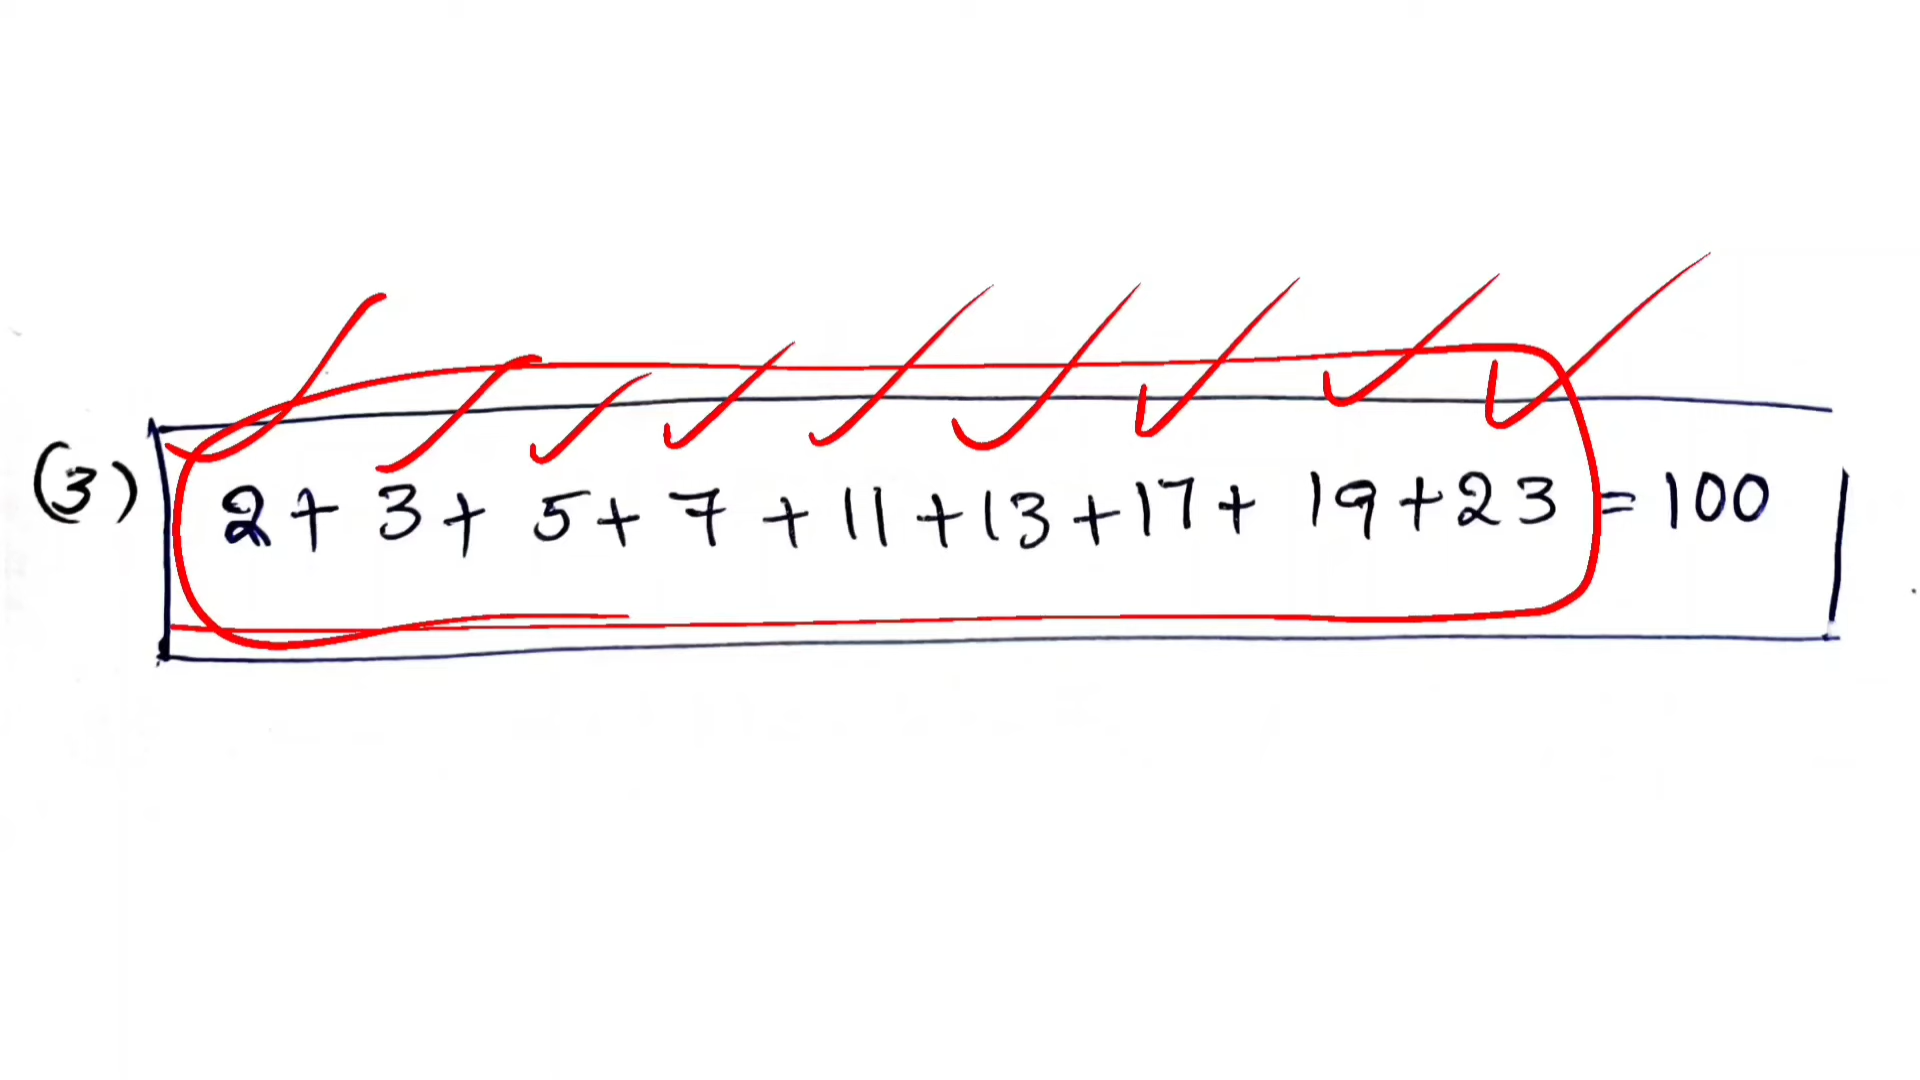 (3) 2 + 3 + 5 + 7 + 11 + 13 + 17 + 19 + 23 = 100